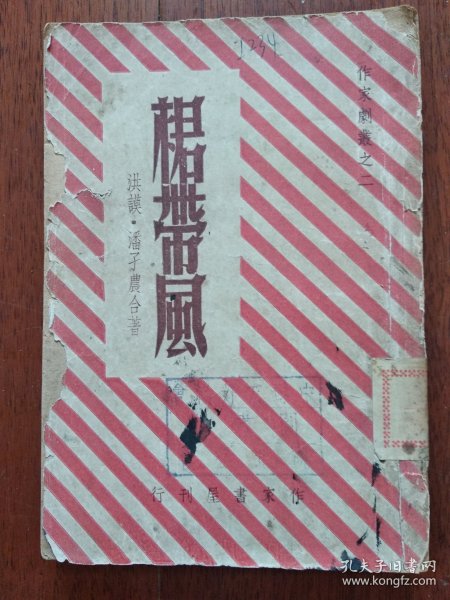 1234
作家劇叢之二
裙帶風
洪謨·潘孑農合著
行刊屋書家作
孔夫子旧书网
www.kongfz.com